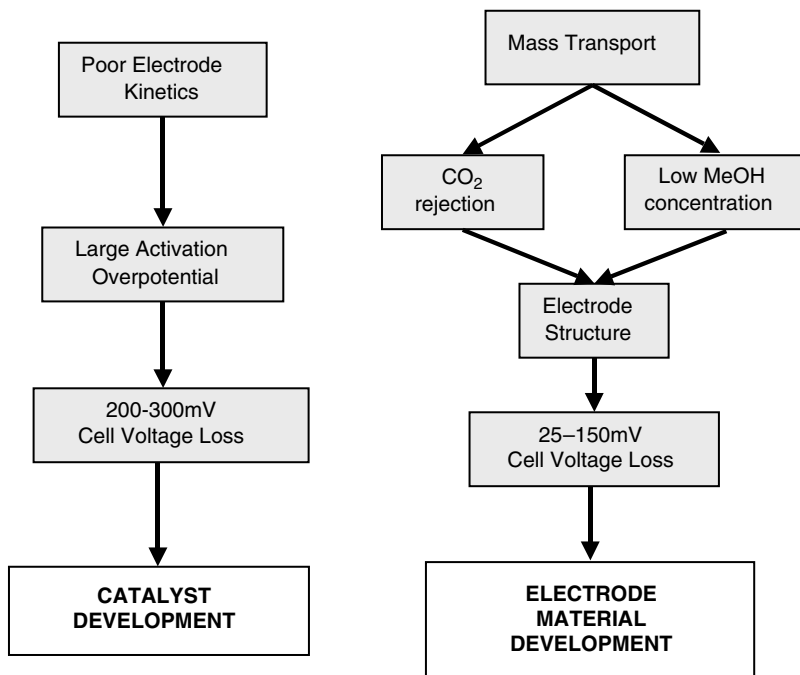 Poor Electrode
Kinetics
Large Activation
Overpotential
200-300mV
Cell Voltage Loss
CATALYST
DEVELOPMENT
Mass Transport
CO₂
rejection
Low MeOH
concentration
Electrode
Structure
25–150mV
Cell Voltage Loss
ELECTRODE
MATERIAL
DEVELOPMENT